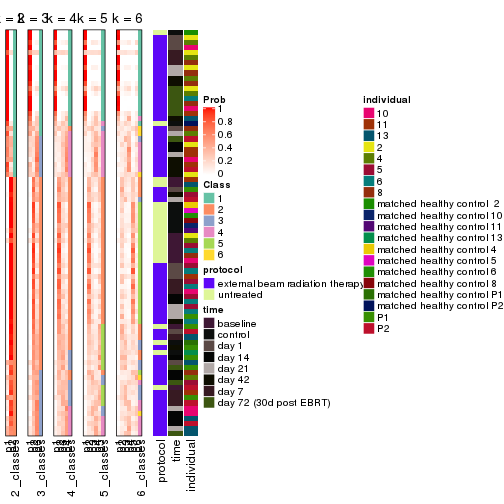 k = 2 k = 3 k = 4 k = 5 k = 6
Prob
1
0.8
0.6
0.4
0.2
0
Class
1
2
3
4
5
6
protocol
external beam radiation therapy
untreated
time
baseline
control
day 1
day 14
day 21
day 42
day 7
day 72 (30d post EBRT)
individual
10
11
13
2
4
5
6
8
matched healthy control 2
matched healthy control 10
matched healthy control 11
matched healthy control 13
matched healthy control 4
matched healthy control 5
matched healthy control 6
matched healthy control 8
matched healthy control P1
matched healthy control P2
P1
P2
2_classes
3_classes
4_classes
5_classes
6_classes
protocol
time
individual